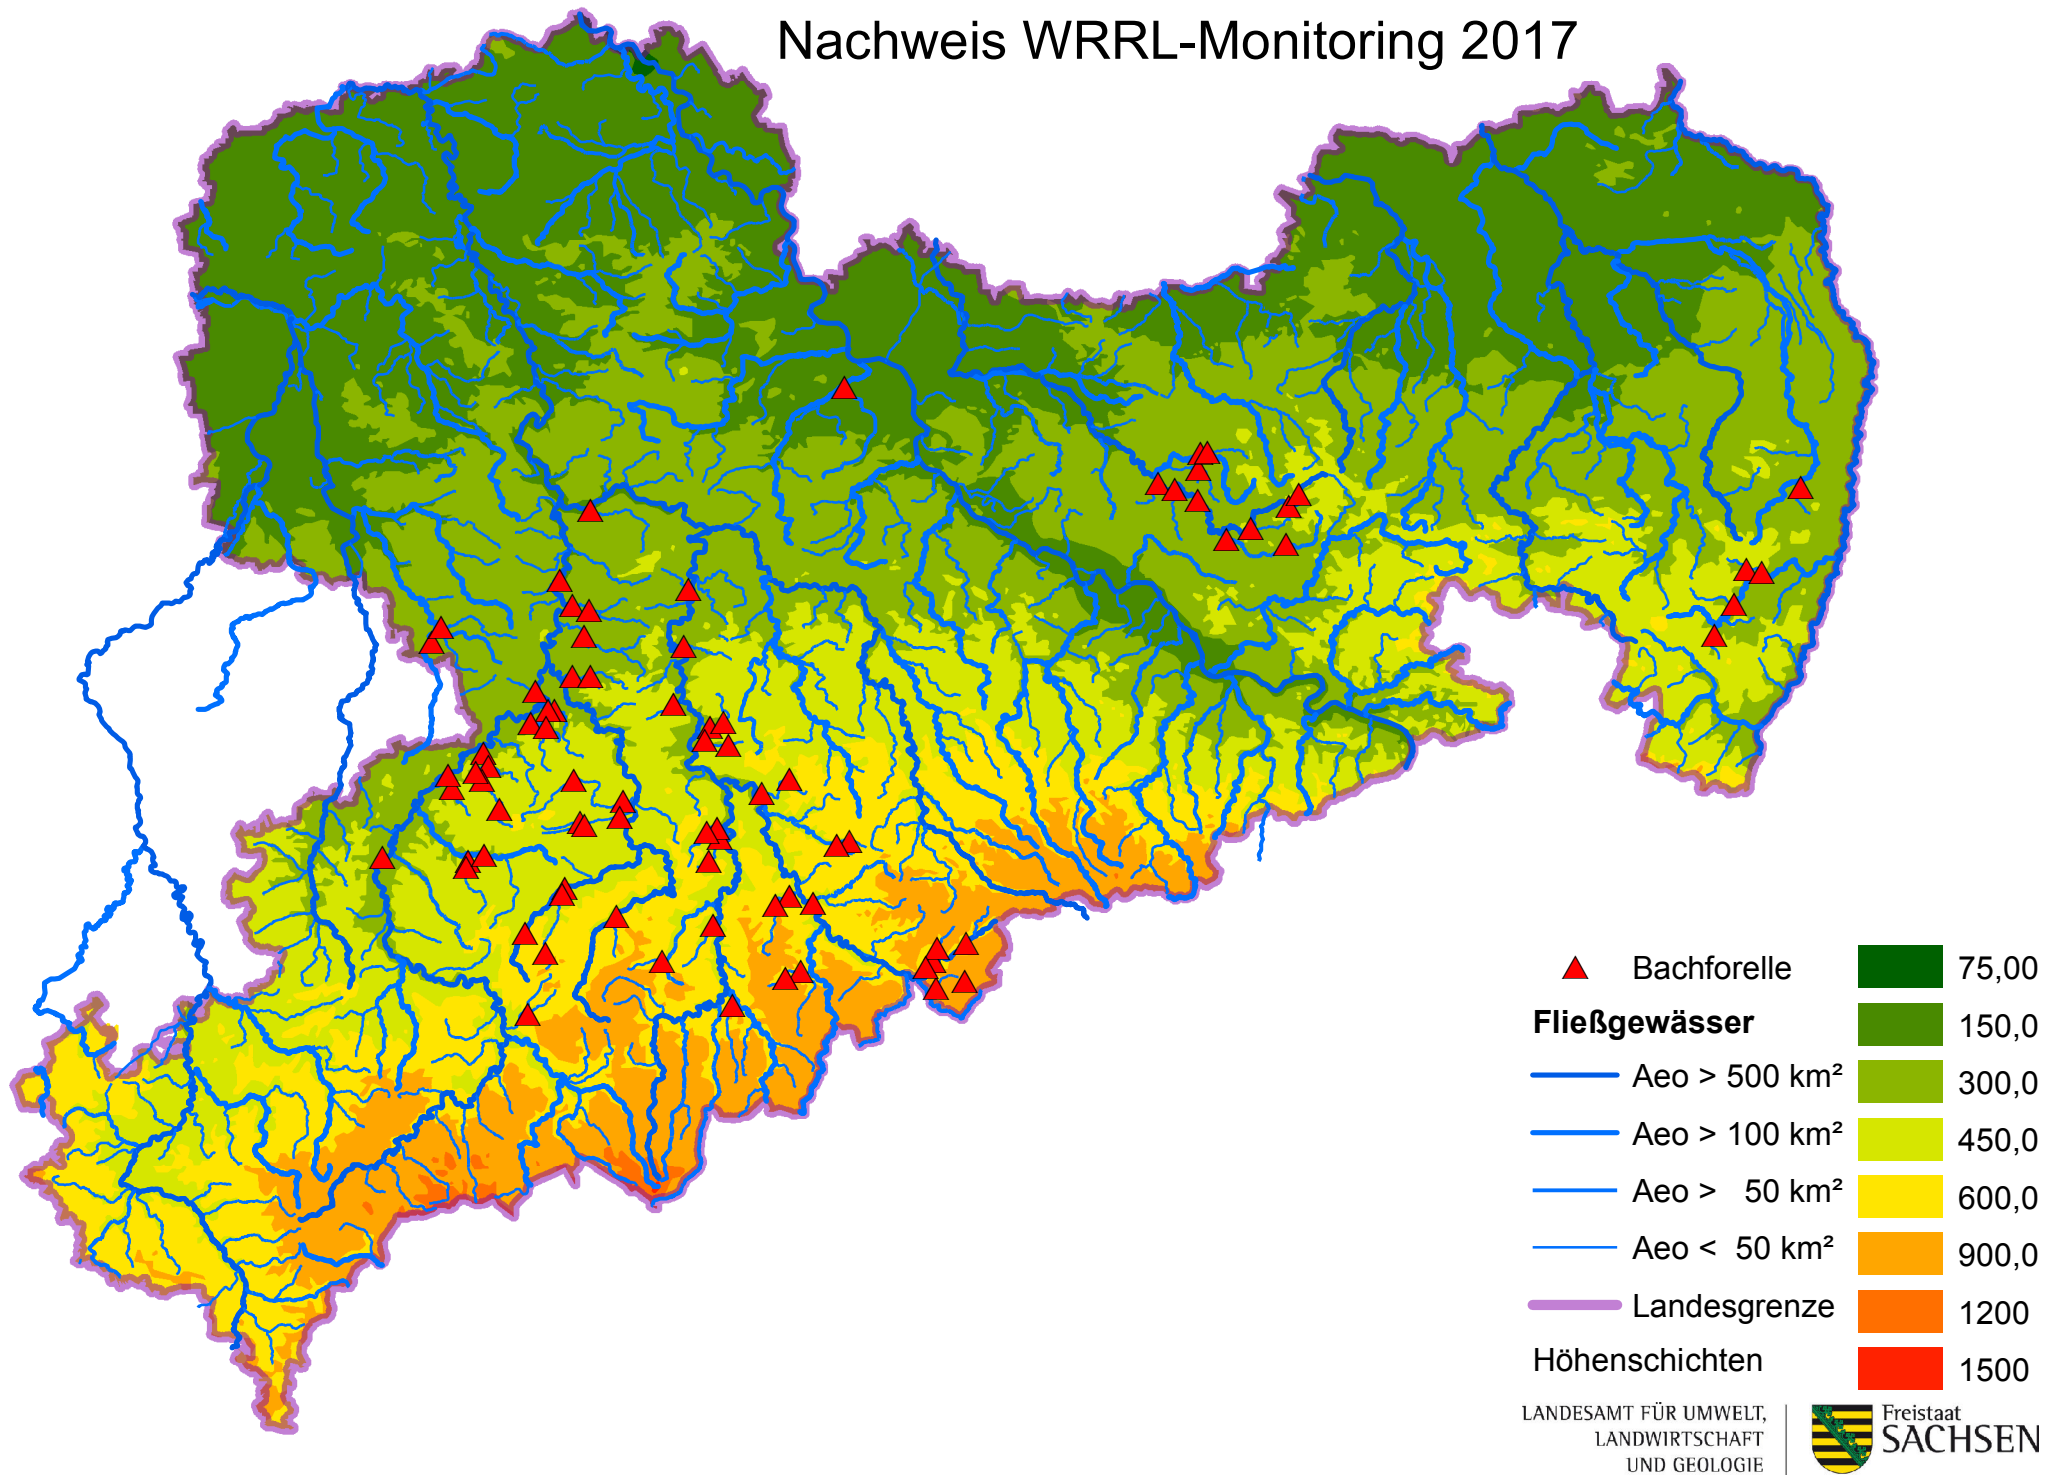 Nachweis WRRL-Monitoring 2017
Bachforelle
Fließgewässer
Aeo > 500 km²
Aeo > 100 km²
Aeo > 50 km²
Aeo < 50 km²
Landesgrenze
Höhenschichten
75,00
150,0
300,0
450,0
600,0
900,0
1200
1500
LANDESAMT FÜR UMWELT,
LANDWIRTSCHAFT
UND GEOLOGIE
Freistaat
SACHSEN